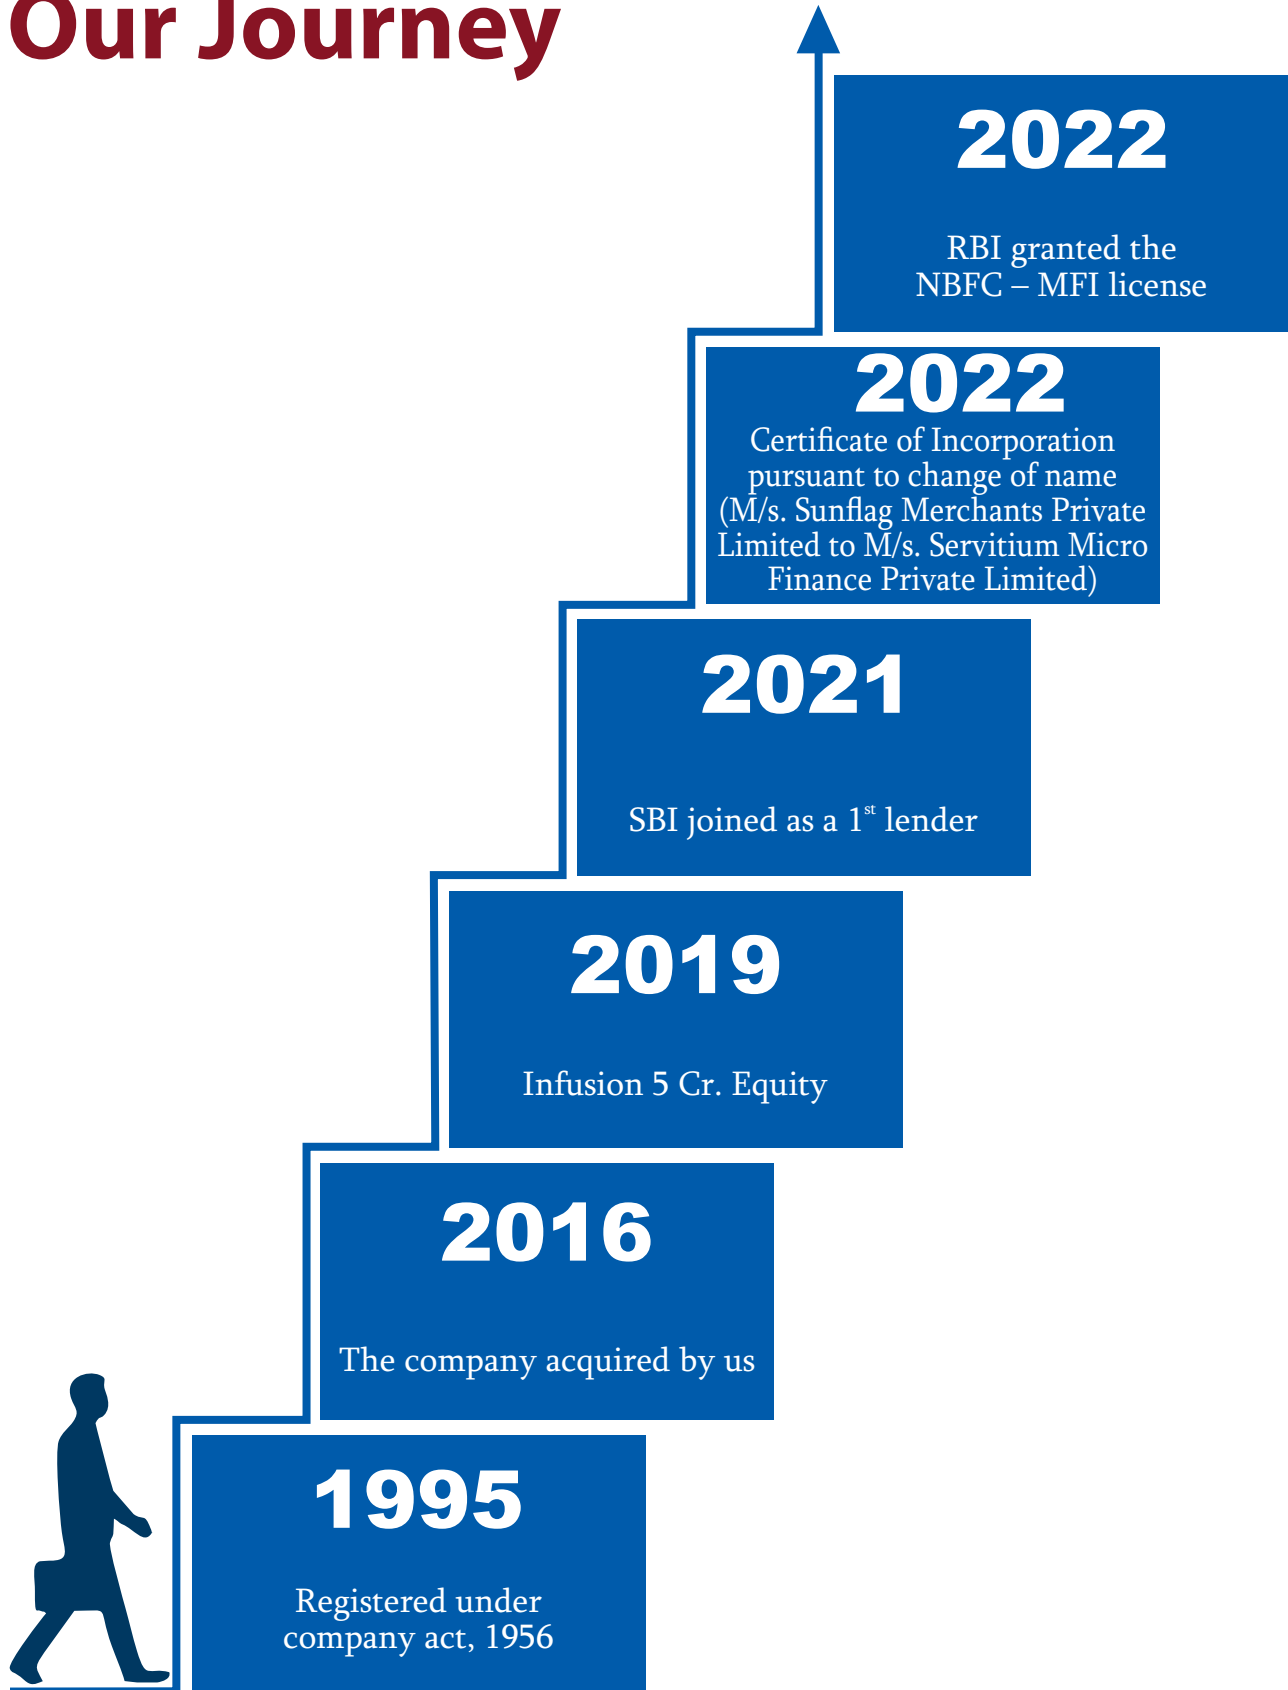 Our Journey
2022
RBI granted the
NBFC – MFI license
2022
Certificate of Incorporation
pursuant to change of name
(M/s. Sunflag Merchants Private
Limited to M/s. Servitium Micro
Finance Private Limited)
2021
SBI joined as a 1st lender
2019
Infusion 5 Cr. Equity
2016
The company acquired by us
1995
Registered under
company act, 1956